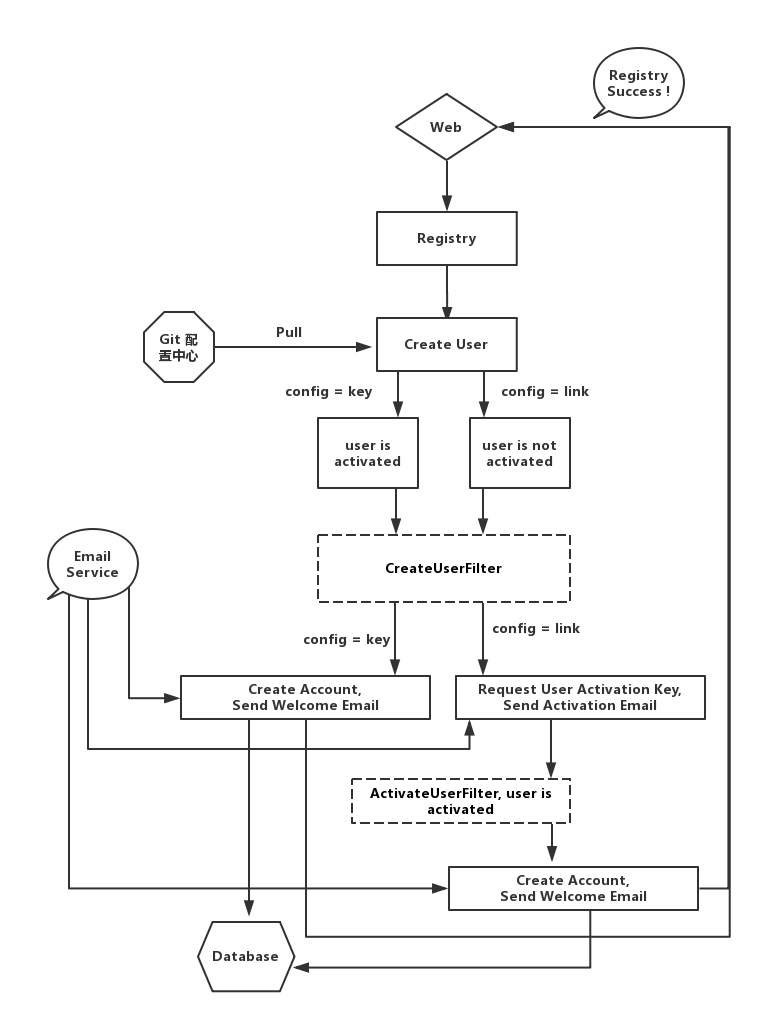 Registry
Success !
Web
Registry
Git 配
置中心
Pull
Create User
config = key
config = link
user is
activated
user is not
activated
Email
Service
CreateUserFilter
config = key
config = link
Create Account,
Send Welcome Email
Request User Activation Key,
Send Activation Email
ActivateUserFilter, user is
activated
Create Account,
Send Welcome Email
Database